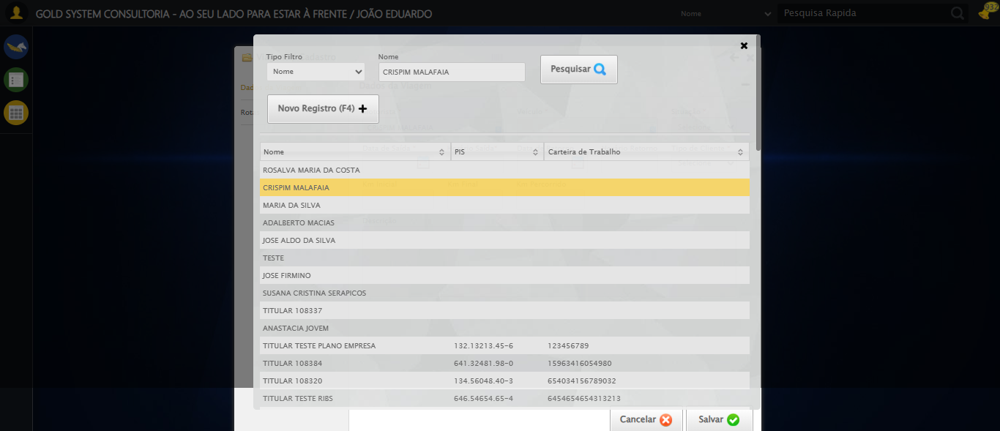 GOLD SYSTEM CONSULTORIA - AO SEU LADO PARA ESTAR À FRENTE / JOÃO EDUARDO
Nome
Pesquisa Rapida
932
Tipo Filtro
Nome
Nome
CRISPIM MALAFAIA
Pesquisar
Dados da Viagem
Novo Registro (F4)
Nome
PIS
Carteira de Trabalho
ROSALVA MARIA DA COSTA
CRISPIM MALAFAIA
MARIA DA SILVA
ADALBERTO MACIAS
JOSE ALDO DA SILVA
TESTE
JOSE FIRMINO
SUSANA CRISTINA SERAPICOS
TITULAR 108337
ANASTACIA JOVEM
TITULAR TESTE PLANO EMPRESA 132.13213.45-6 123456789
TITULAR 108384 641.32481.98-0 15963416054980
TITULAR 108320 134.56048.40-3 654034156789032
TITULAR TESTE RIBS 646.54654.65-4 6454654654313213
Cancelar
Salvar